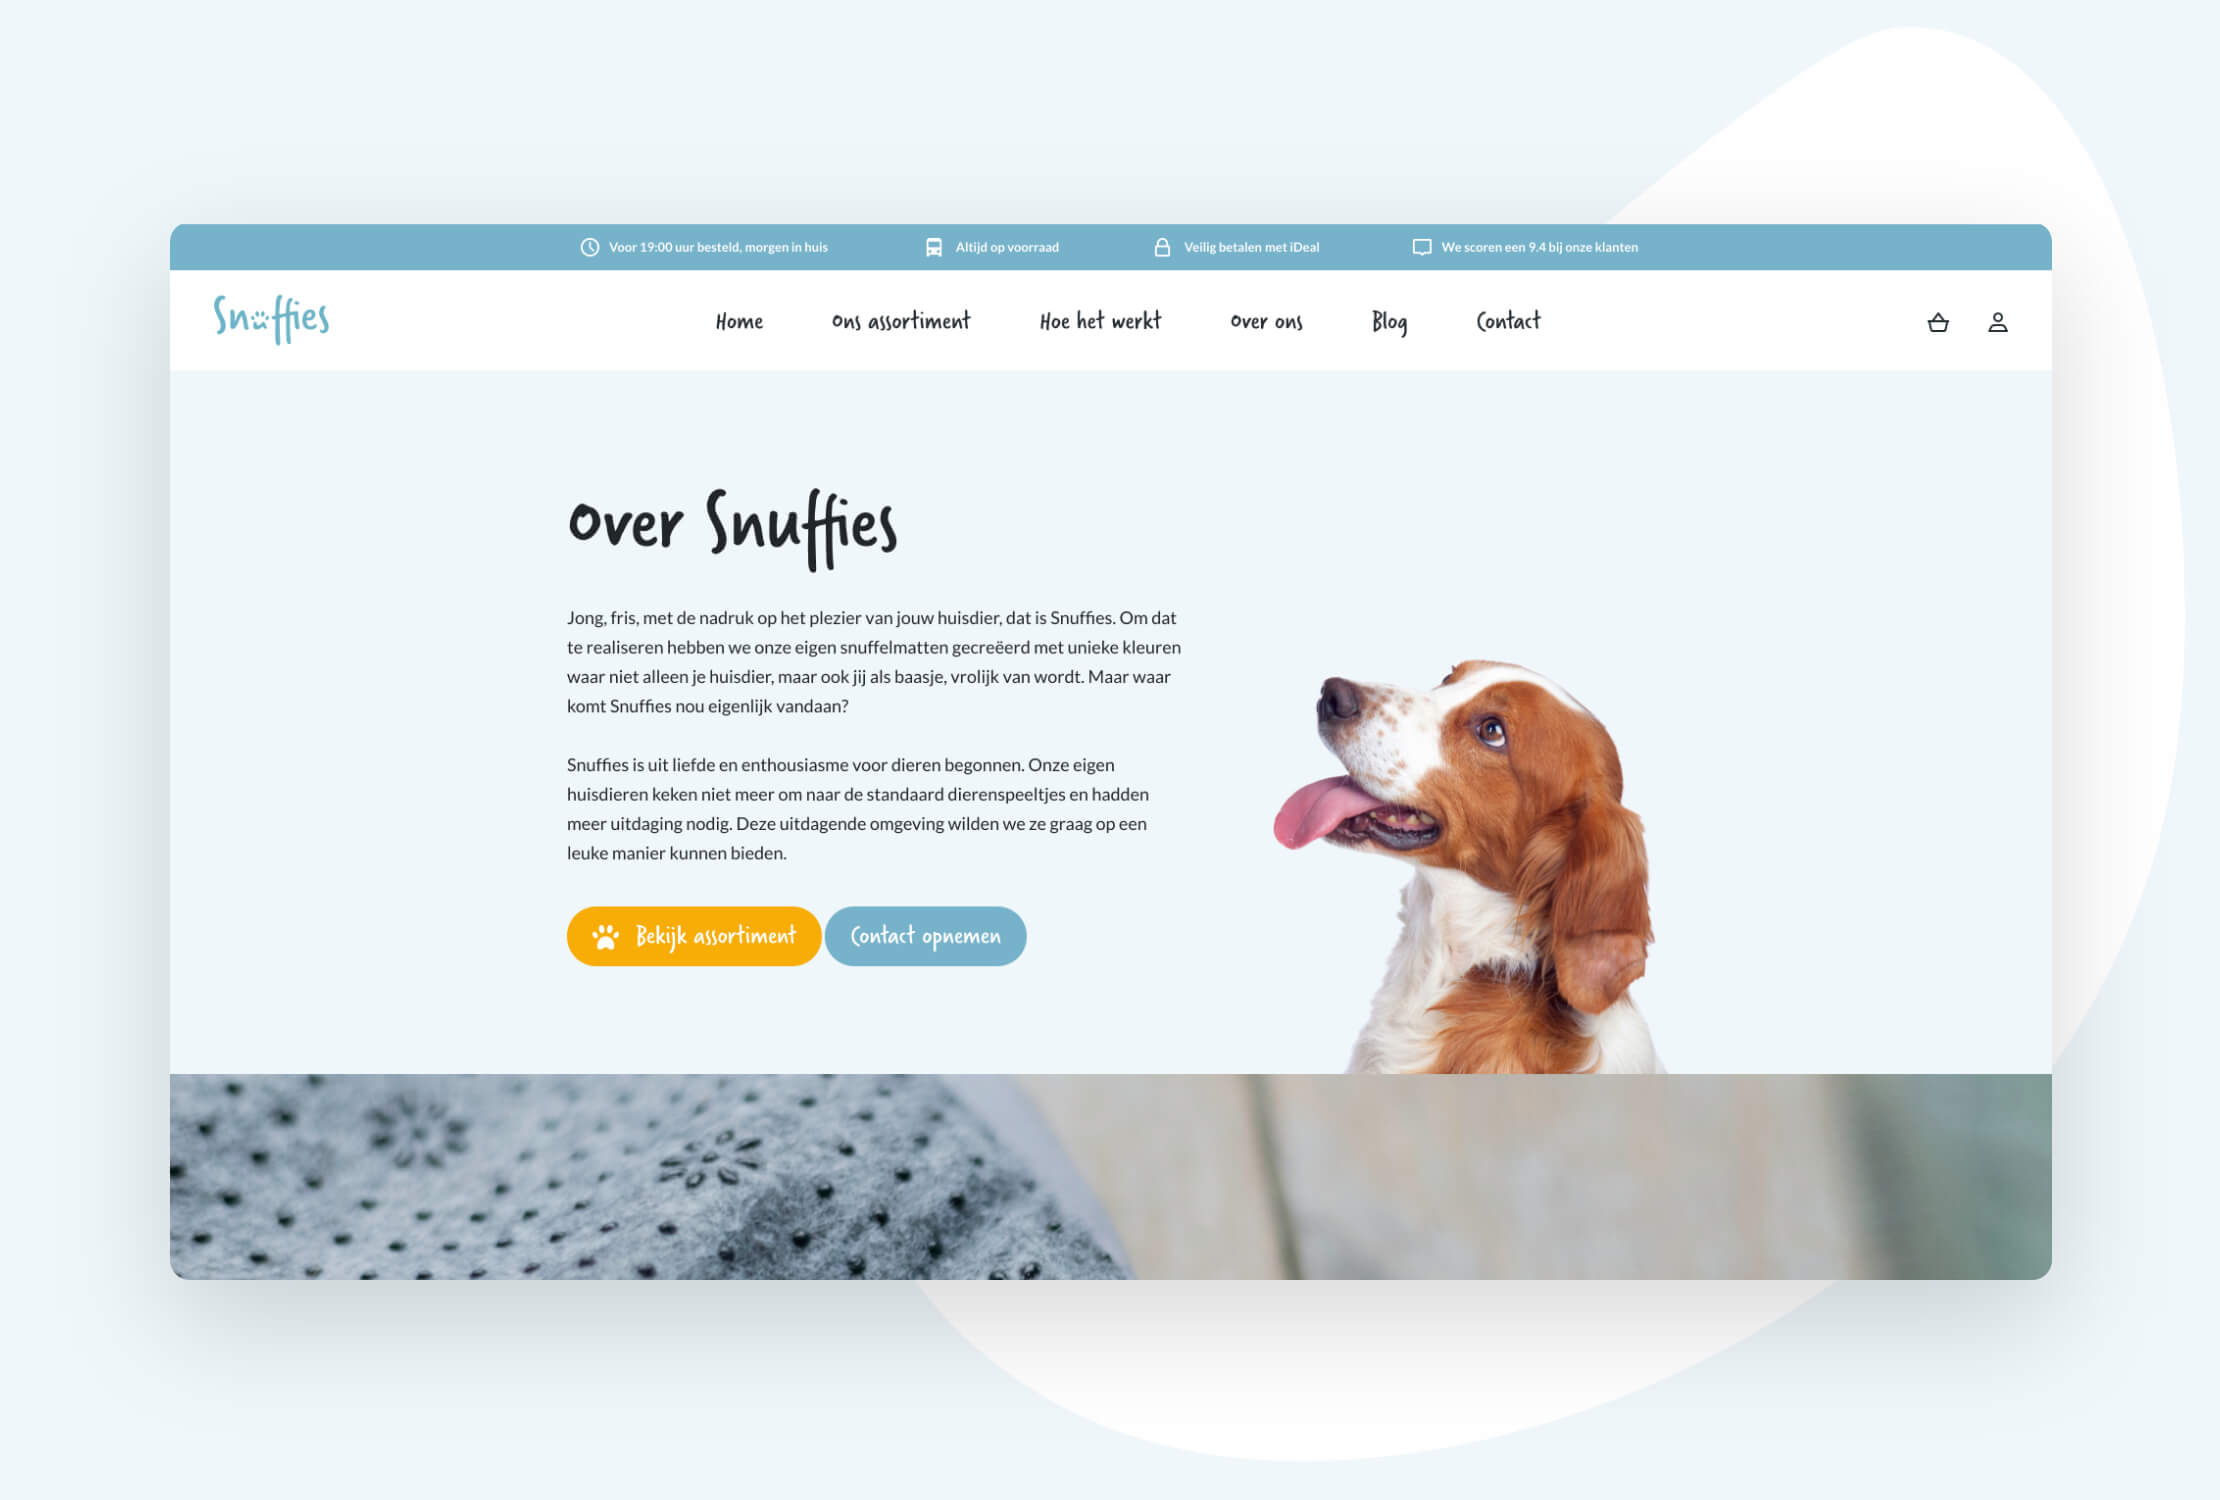 Voor 19:00 uur besteld, morgen in huis
Altijd op voorraad
Veilig betalen met iDeal
We scoren een 9.4 bij onze klanten
Snuffies
Home
Ons assortiment
Hoe het werkt
Over ons
Blog
Contact
Over Snuffies
Jong, fris, met de nadruk op het plezier van jouw huisdier, dat is Snuffies. Om dat
te realiseren hebben we onze eigen snuffelmatten gecreëerd met unieke kleuren
waar niet alleen je huisdier, maar ook jij als baasje, vrolijk van wordt. Maar waar
komt Snuffies nou eigenlijk vandaan?
Snuffies is uit liefde en enthousiasme voor dieren begonnen. Onze eigen
huisdieren keken niet meer om naar de standaard dierenspeeltjes en hadden
meer uitdaging nodig. Deze uitdagende omgeving wilden we ze graag op een
leuke manier kunnen bieden.
Bekijk assortiment
Contact opnemen